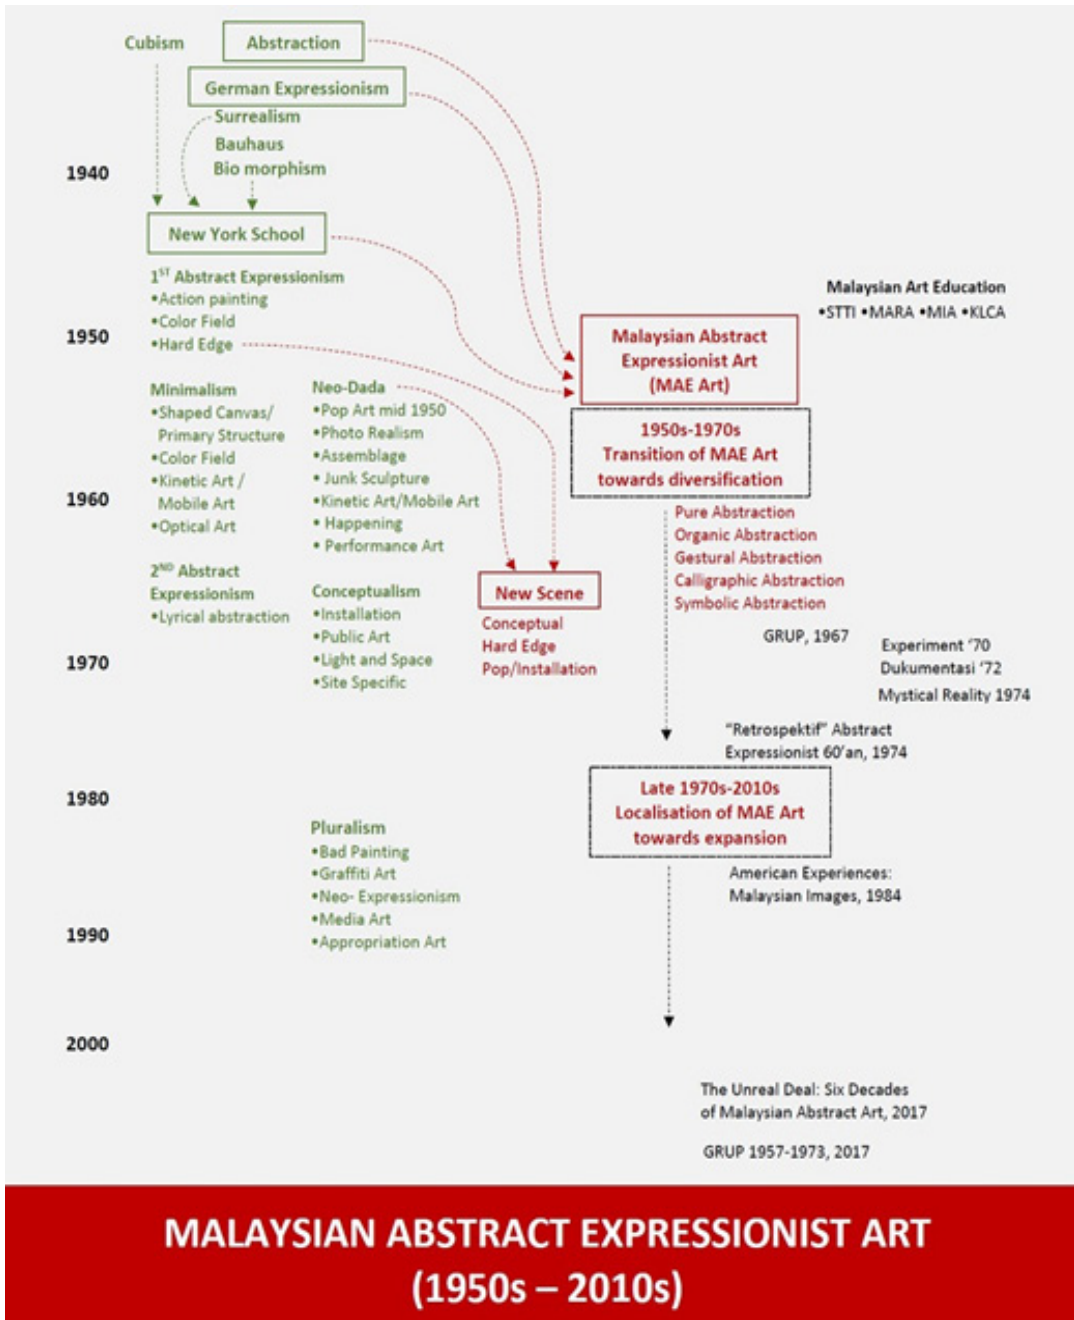 Cubism
Abstraction
German Expressionism
Surrealism
Bauhaus
Bio morphism
1940
New York School
1ST Abstract Expressionism
•Action painting
•Color Field
•Hard Edge
1950
Malaysian Art Education
•STTI •MARA •MIA •KLCA
Malaysian Abstract
Expressionist Art
(MAE Art)
Minimalism
•Shaped Canvas/
Primary Structure
•Color Field
•Kinetic Art /
Mobile Art
•Optical Art
Neo-Dada
•Pop Art mid 1950
•Photo Realism
•Assemblage
• Junk Sculpture
•Kinetic Art/Mobile Art
• Happening
• Performance Art
1950s-1970s
Transition of MAE Art
towards diversification
1960
Pure Abstraction
Organic Abstraction
Gestural Abstraction
Calligraphic Abstraction
Symbolic Abstraction
2ND Abstract
Expressionism
•Lyrical abstraction
Conceptualism
•Installation
•Public Art
•Light and Space
•Site Specific
New Scene
Conceptual
Hard Edge
Pop/Installation
GRUP, 1967
Experiment ‘70
Dukumentasi ‘72
Mystical Reality 1974
1970
“Retrospektif” Abstract
Expressionist 60’an, 1974
Late 1970s-2010s
Localisation of MAE Art
towards expansion
1980
Pluralism
•Bad Painting
•Graffiti Art
•Neo- Expressionism
•Media Art
•Appropriation Art
American Experiences:
Malaysian Images, 1984
1990
2000
The Unreal Deal: Six Decades
of Malaysian Abstract Art, 2017
GRUP 1957-1973, 2017
MALAYSIAN ABSTRACT EXPRESSIONIST ART
(1950s – 2010s)